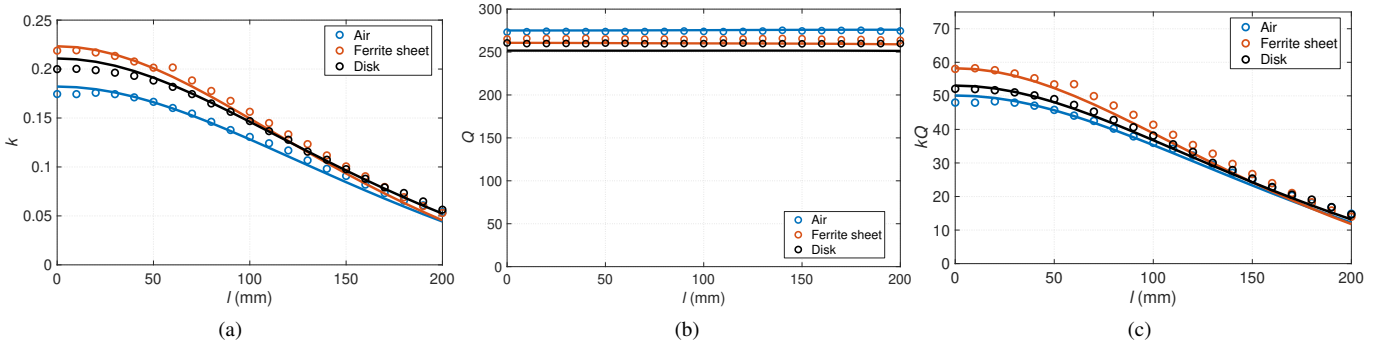 0.25
0.2
0.15
0.1
0.05
0
k
0 50 100 150 200
l (mm)
Air
Ferrite sheet
Disk
(a)
300
250
200
150
100
50
0
Q
0 50 100 150 200
l (mm)
Air
Ferrite sheet
Disk
(b)
70
60
50
40
30
20
10
0
kQ
0 50 100 150 200
l (mm)
Air
Ferrite sheet
Disk
(c)